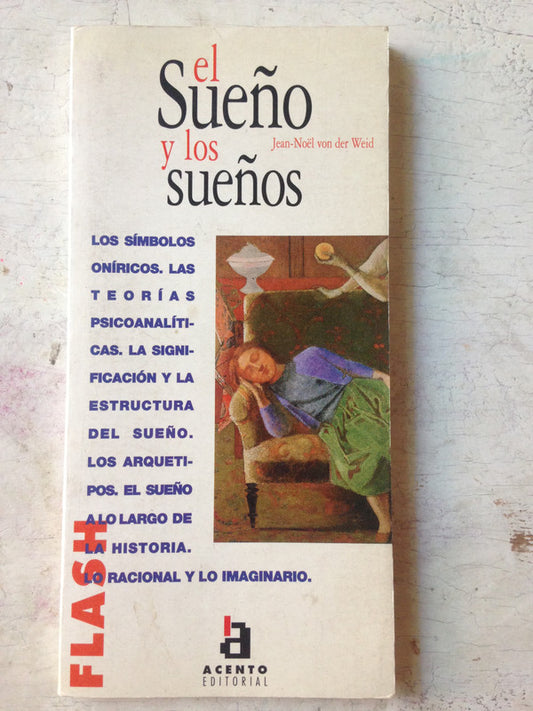 el
Sueño
y los
Jean-Noël von der Weid
sueños
LOS SÍMBOLOS
ONÍRICOS. LAS
TEORÍAS
PSICOANALÍTI-
CAS. LA SIGNI-
FICACIÓN Y LA
ESTRUCTURA
DEL SUEÑO.
LOS ARQUETI-
POS. EL SUEÑO
A LO LARGO DE
LA HISTORIA.
LO RACIONAL Y LO IMAGINARIO.
FLASH
a
ACENTO
EDITORIAL